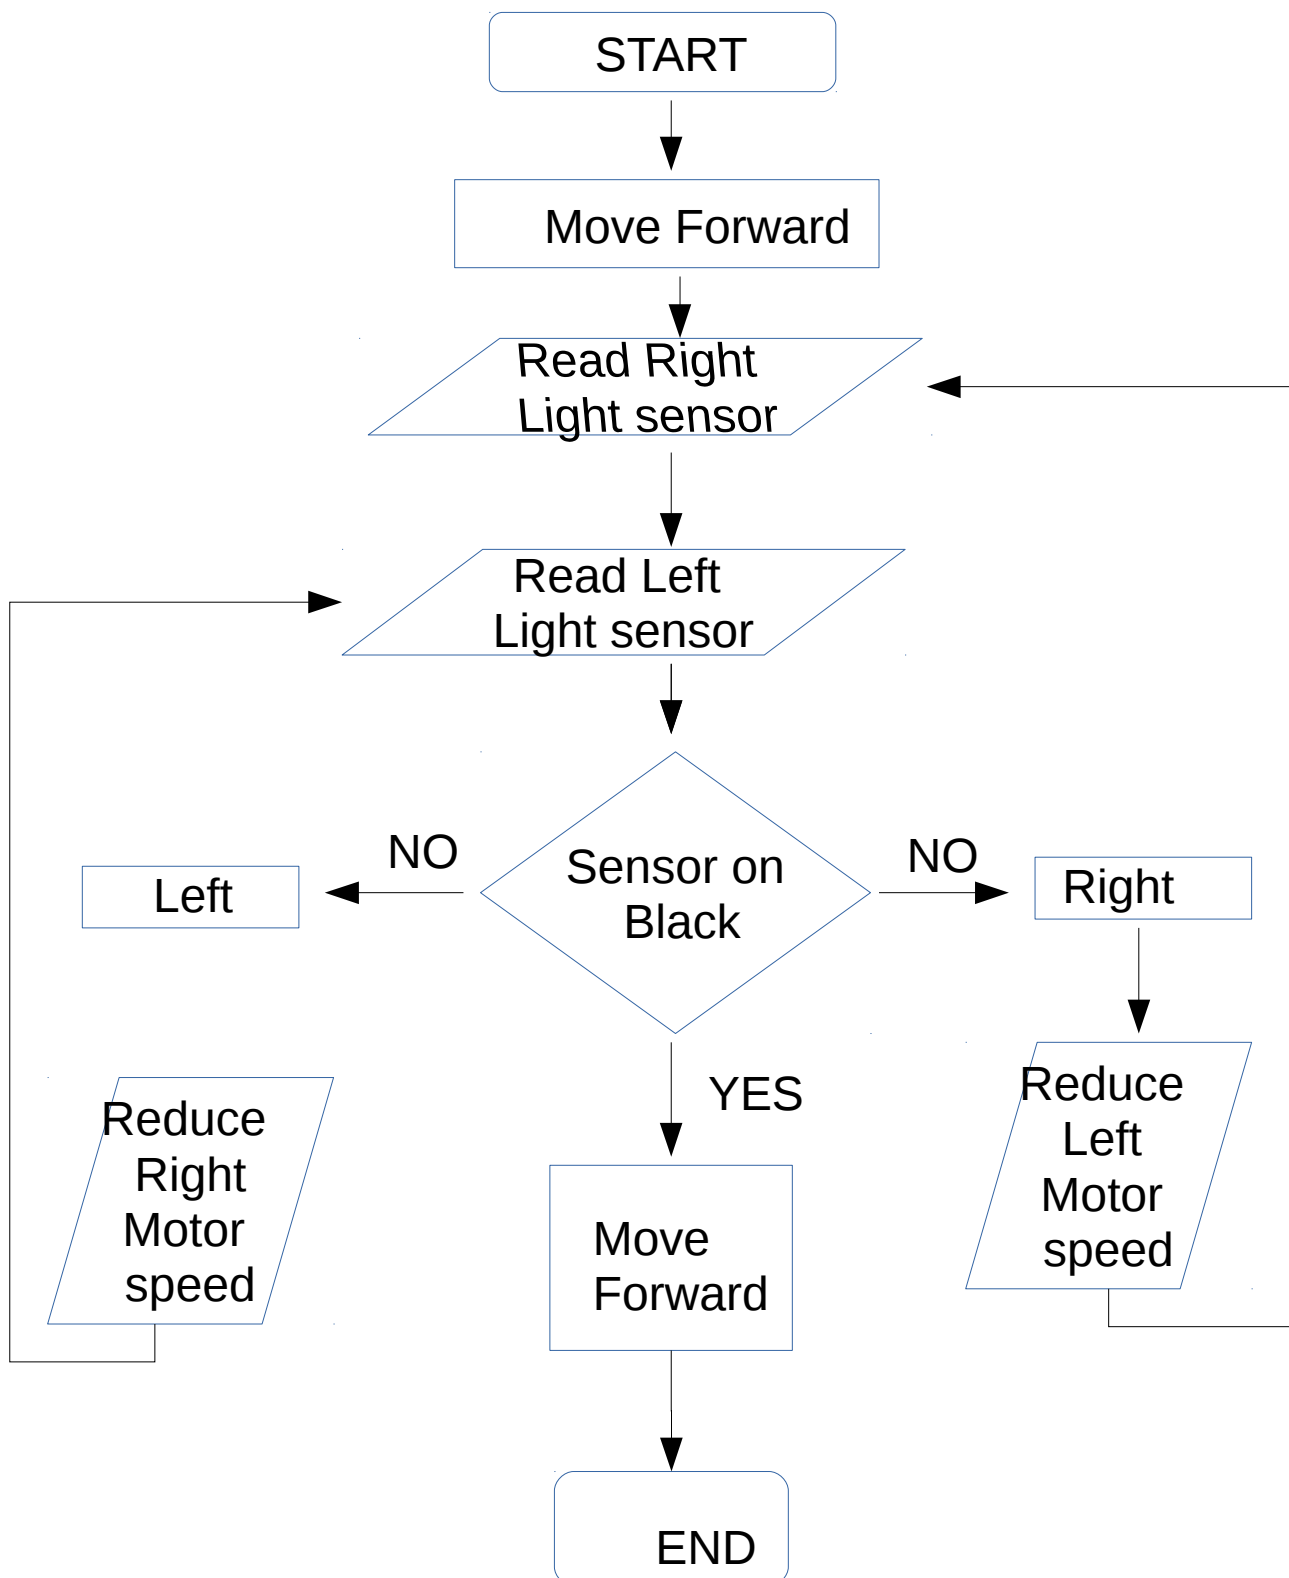 START
Move Forward
Read Right
Light sensor
Read Left
Light sensor
NO
Sensor on
Black
NO
Left
Right
YES
Reduce
Right
Motor
speed
Move
Forward
Reduce
Left
Motor
speed
END